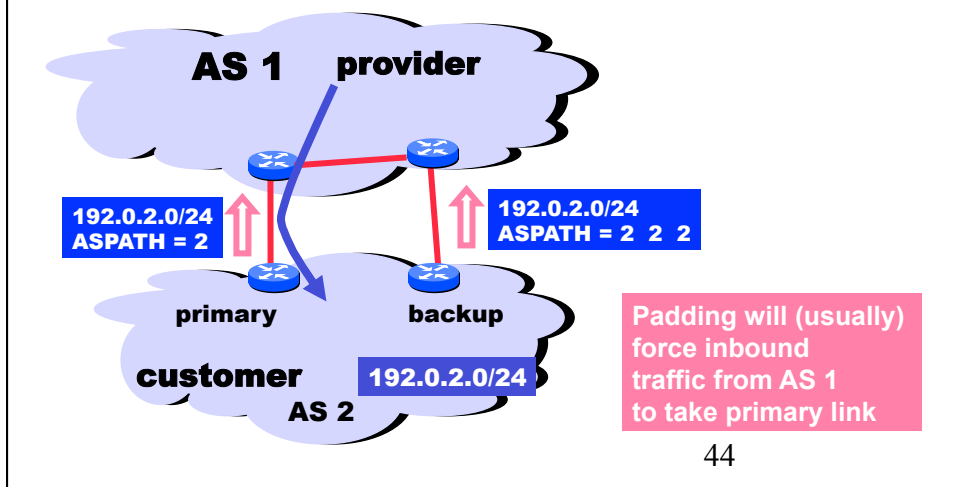 AS 1 provider
192.0.2.0/24
ASPATH = 2
192.0.2.0/24
ASPATH = 2 2 2
primary
backup
customer
192.0.2.0/24
AS 2
Padding will (usually)
force inbound
traffic from AS 1
to take primary link
44